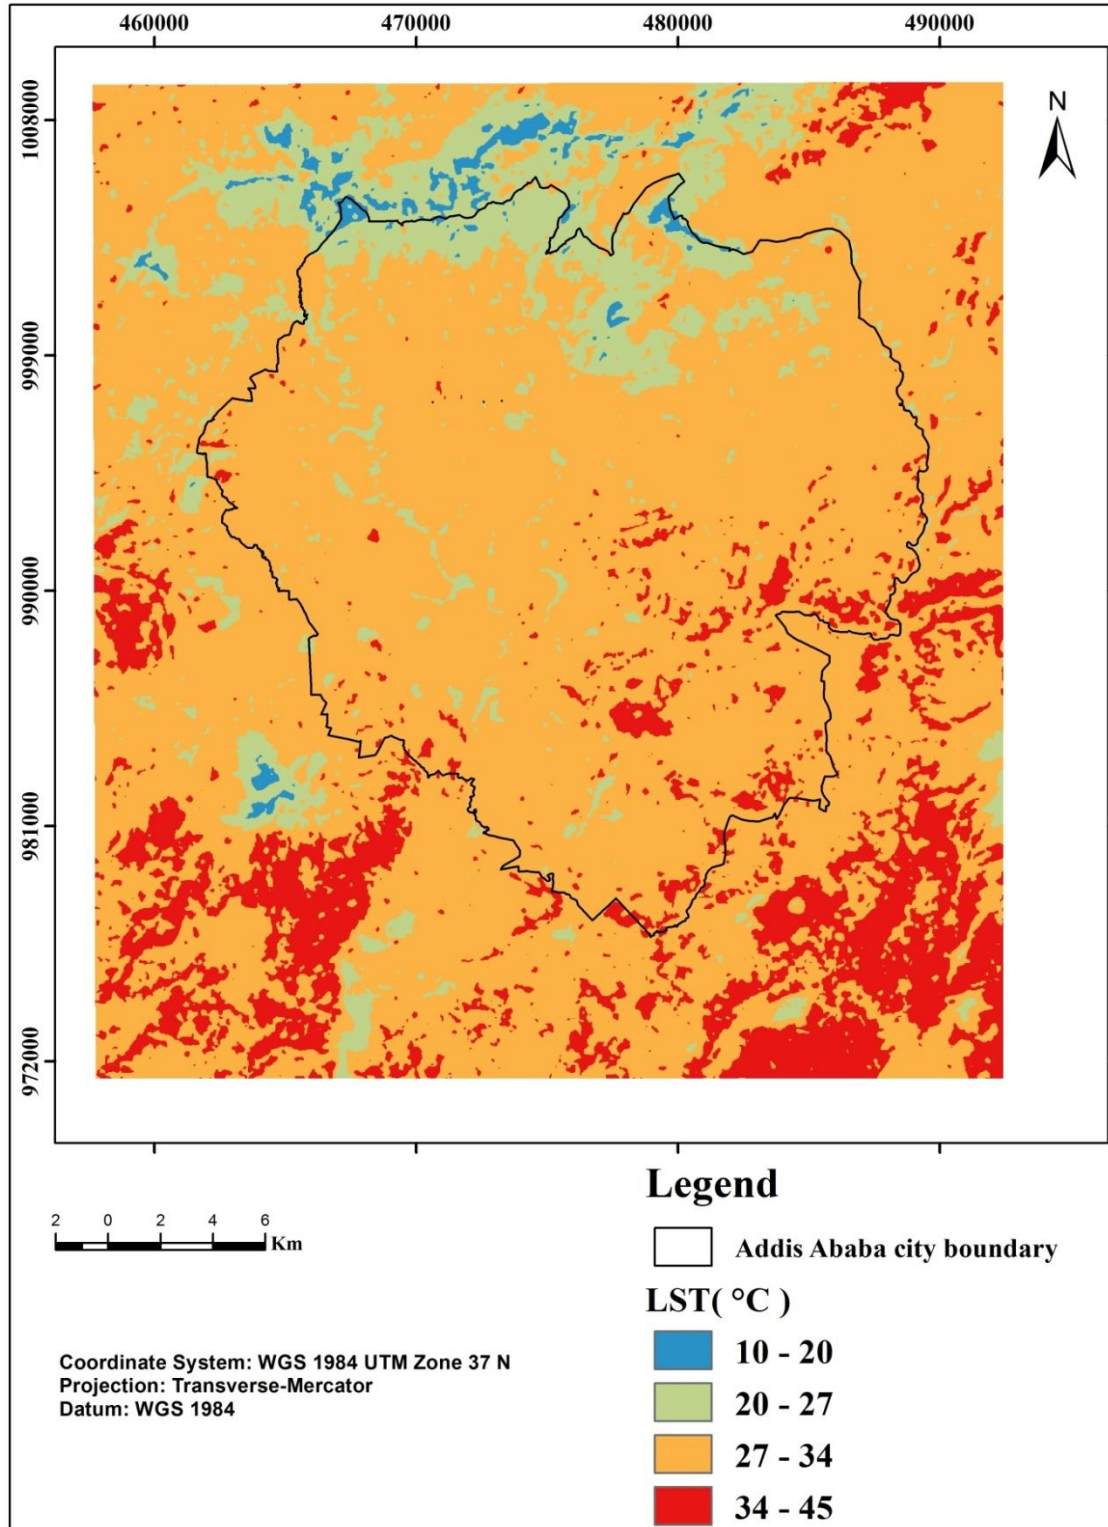 460000 470000 480000 490000
1008000
999000
990000
981000
972000
N
Legend
Addis Ababa city boundary
LST( °C )
10 - 20
20 - 27
27 - 34
34 - 45
2 0 2 4 6
Km
Coordinate System: WGS 1984 UTM Zone 37 N
Projection: Transverse-Mercator
Datum: WGS 1984